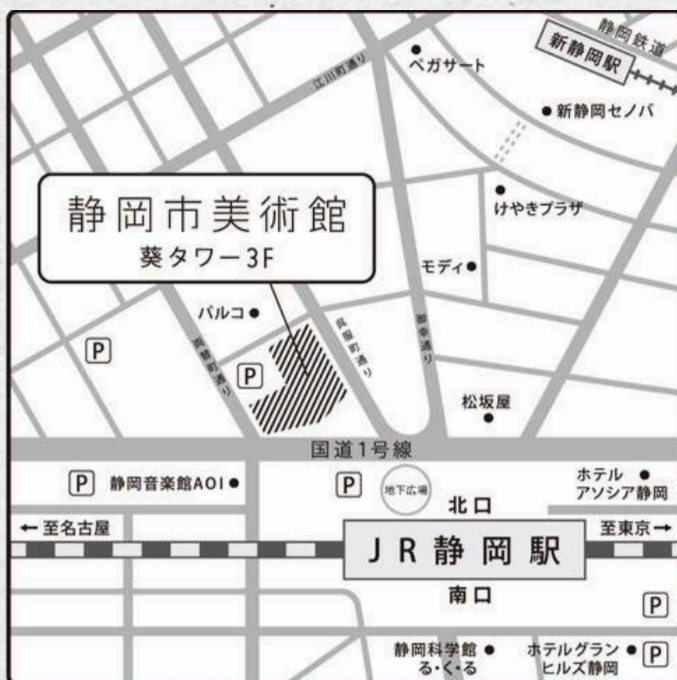 静岡鉄道
新静岡駅
ペガサート
江川町通り
新静岡セノバ
けやきプラザ
静岡市美術館
葵タワー3F
モディ
パルコ
呉服町通り
御幸通り
両替町通り
P
P
松坂屋
国道1号線
P
静岡音楽館AOI
P
地下広場
北口
ホテル
アソシア静岡
←至名古屋
JR静岡駅
至東京→
南口
P
静岡科学館
る・く・る
ホテルグラン
ヒルズ静岡
P